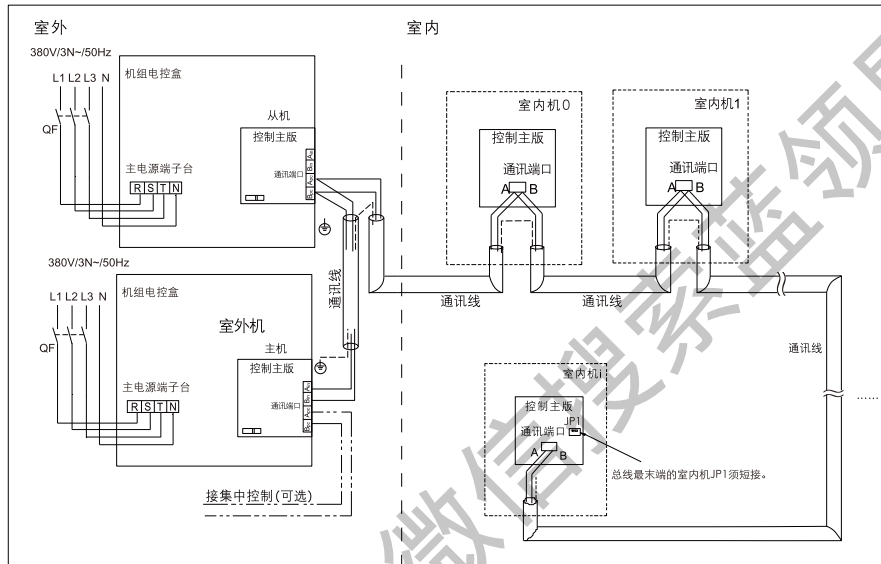 室外
室内
380V/3N~/50Hz
L1 L2 L3 N
机组电控盒
QF
从机
控制主版
通讯端口
主电源端子台
R S T N
室内机0
控制主版
通讯端口
A B
室内机1
控制主版
通讯端口
A B
通讯线
通讯线
通讯线
通讯线
380V/3N~/50Hz
L1 L2 L3 N
机组电控盒
QF
室外机
主机
控制主版
通讯端口
主电源端子台
R S T N
接集中控制(可选)
室内机i
控制主版
JP1
通讯端口
A B
总线最末端的室内机JP1须短接。
......
微信搜索蓝领星